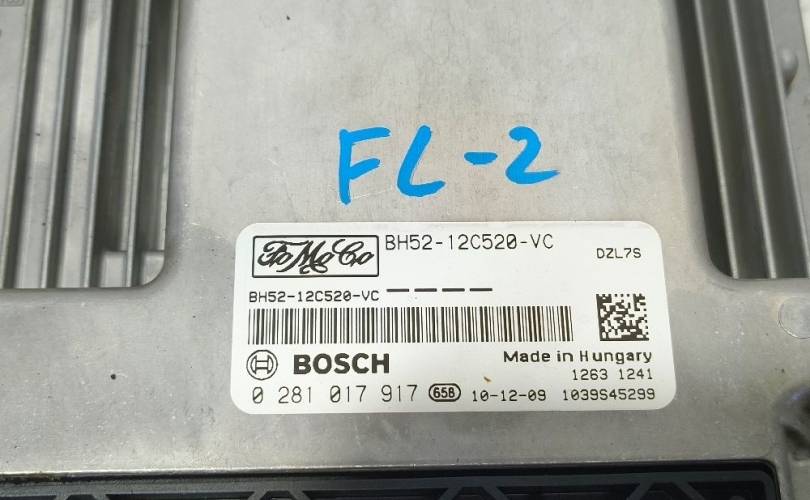 FL-2
FoMoCo
BH52-12C520-VC
DZL7S
BH52-12C520-VC ————
BOSCH
Made in Hungary
1263 1241
0 281 017 917 65B 10-12-09 1039S45299